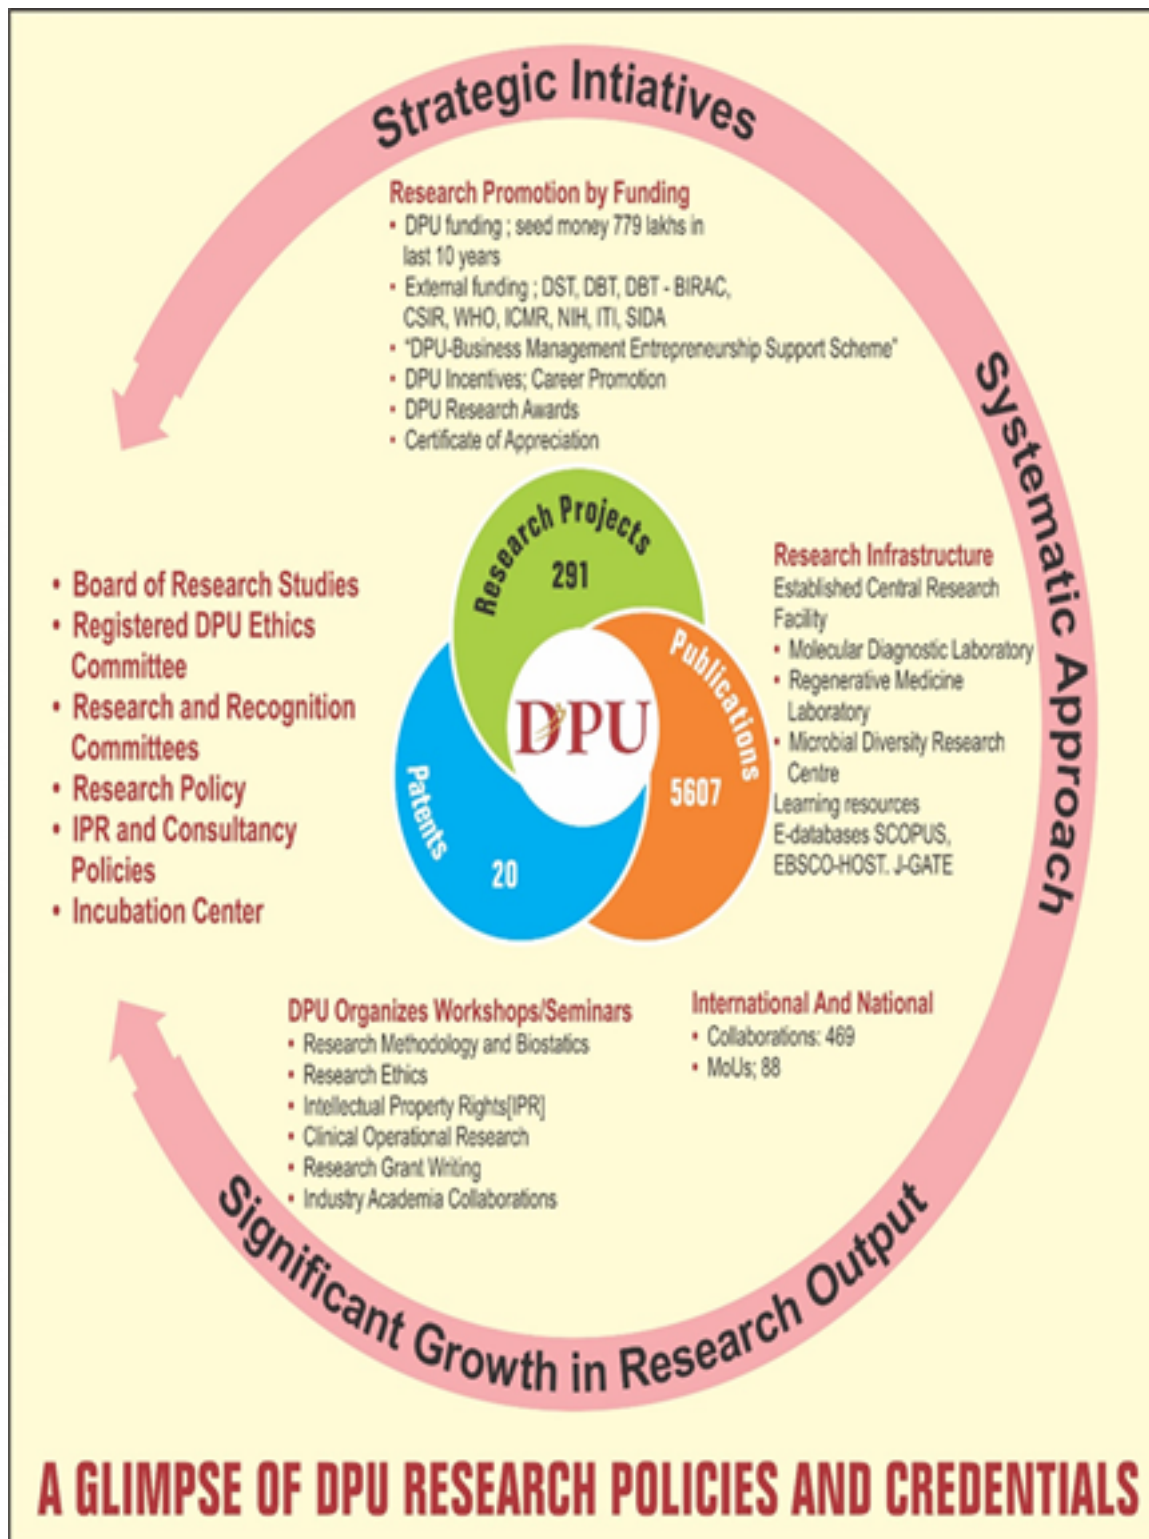 Strategic Intiatives
Systematic Approach
Significant Growth in Research Output
Research Promotion by Funding
• DPU funding ; seed money 779 lakhs in
last 10 years
• External funding ; DST, DBT, DBT - BIRAC,
CSIR, WHO, ICMR, NIH, ITI, SIDA
• “DPU-Business Management Entrepreneurship Support Scheme”
• DPU Incentives; Career Promotion
• DPU Research Awards
• Certificate of Appreciation
• Board of Research Studies
• Registered DPU Ethics
Committee
• Research and Recognition
Committees
• Research Policy
• IPR and Consultancy
Policies
• Incubation Center
Research Projects
291
Publications
5607
Patents
20
DPU
Research Infrastructure
Established Central Research
Facility
• Molecular Diagnostic Laboratory
• Regenerative Medicine
Laboratory
• Microbial Diversity Research
Centre
Learning resources
E-databases SCOPUS,
EBSCO-HOST. J-GATE
DPU Organizes Workshops/Seminars
• Research Methodology and Biostatics
• Research Ethics
• Intellectual Property Rights[IPR]
• Clinical Operational Research
• Research Grant Writing
• Industry Academia Collaborations
International And National
• Collaborations: 469
• MoUs; 88
A GLIMPSE OF DPU RESEARCH POLICIES AND CREDENTIALS